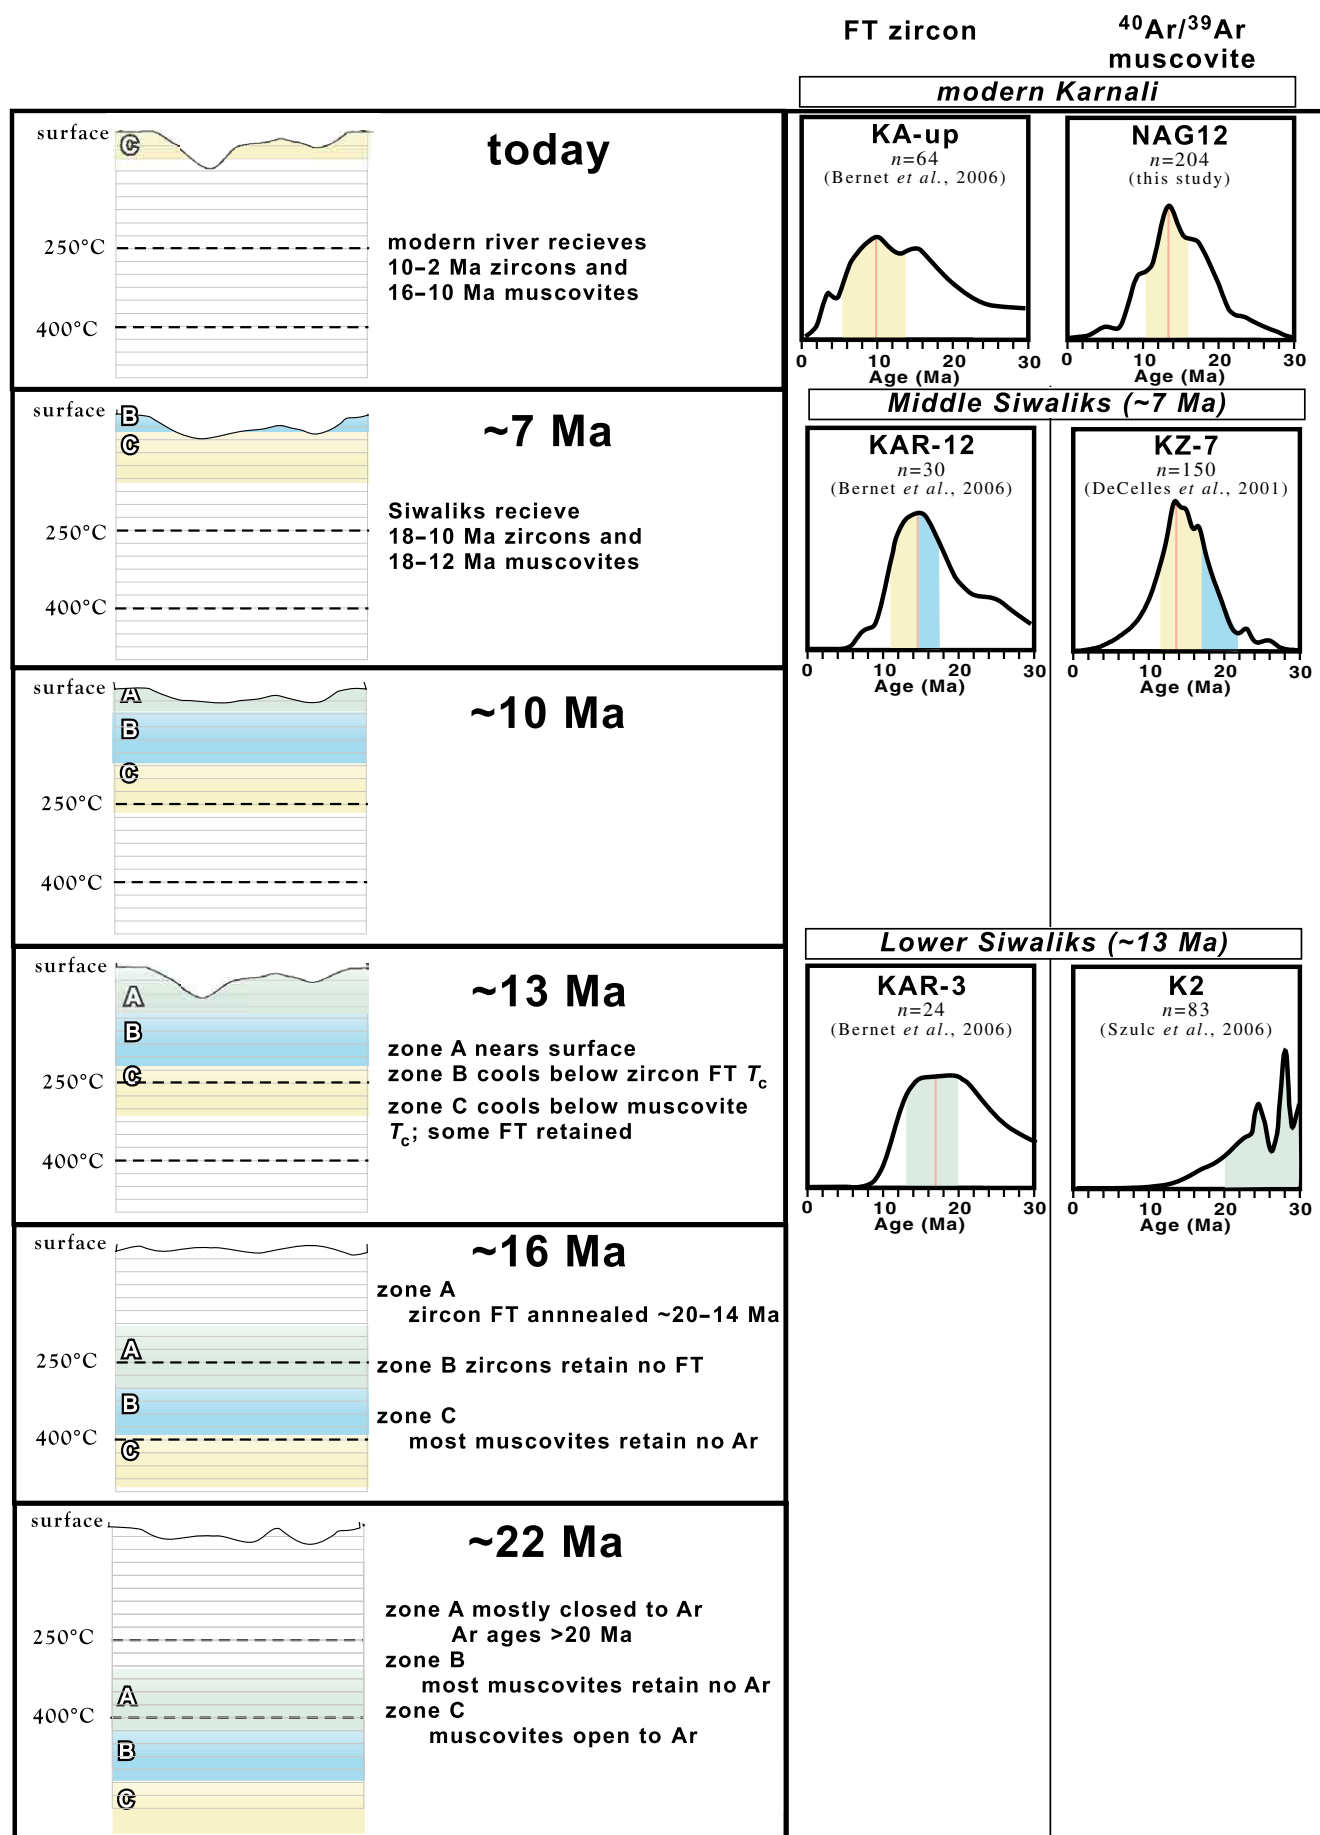 FT zircon
40Ar/39Ar
muscovite
modern Karnali
surface
C
today
250°C
400°C
modern river recieves
10–2 Ma zircons and
16–10 Ma muscovites
KA-up
n=64
(Bernet et al., 2006)
0 10 20 30
Age (Ma)
NAG12
n=204
(this study)
0 10 20 30
Age (Ma)
Middle Siwaliks (~7 Ma)
surface
B
C
~7 Ma
250°C
400°C
Siwaliks recieve
18–10 Ma zircons and
18–12 Ma muscovites
KAR-12
n=30
(Bernet et al., 2006)
0 10 20 30
Age (Ma)
KZ-7
n=150
(DeCelles et al., 2001)
0 10 20 30
Age (Ma)
surface
A
B
C
~10 Ma
250°C
400°C
Lower Siwaliks (~13 Ma)
surface
A
B
C
~13 Ma
250°C
400°C
zone A nears surface
zone B cools below zircon FT Tc
zone C cools below muscovite
Tc; some FT retained
KAR-3
n=24
(Bernet et al., 2006)
0 10 20 30
Age (Ma)
K2
n=83
(Szulc et al., 2006)
0 10 20 30
Age (Ma)
surface
~16 Ma
A
B
C
250°C
400°C
zone A
zircon FT annnealed ~20–14 Ma
zone B zircons retain no FT
zone C
most muscovites retain no Ar
surface
~22 Ma
250°C
400°C
A
B
C
zone A mostly closed to Ar
Ar ages >20 Ma
zone B
most muscovites retain no Ar
zone C
muscovites open to Ar